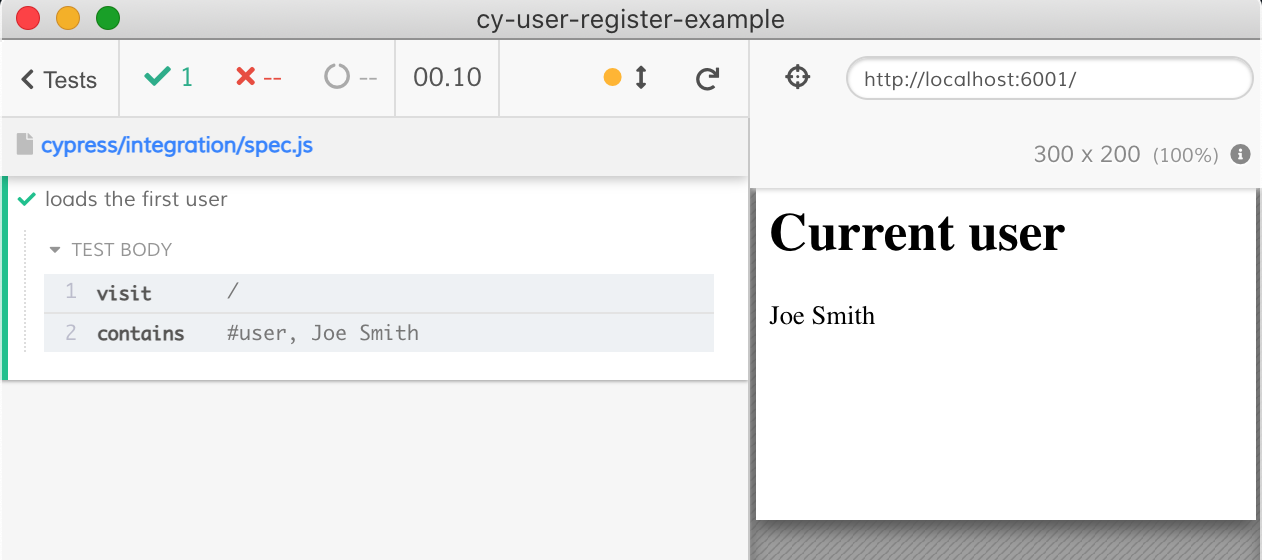 cy-user-register-example
Tests
1
--
--
00.10
http://localhost:6001/
cypress/integration/spec.js
300 x 200 (100%)
loads the first user
TEST BODY
1 visit /
2 contains #user, Joe Smith
Current user
Joe Smith